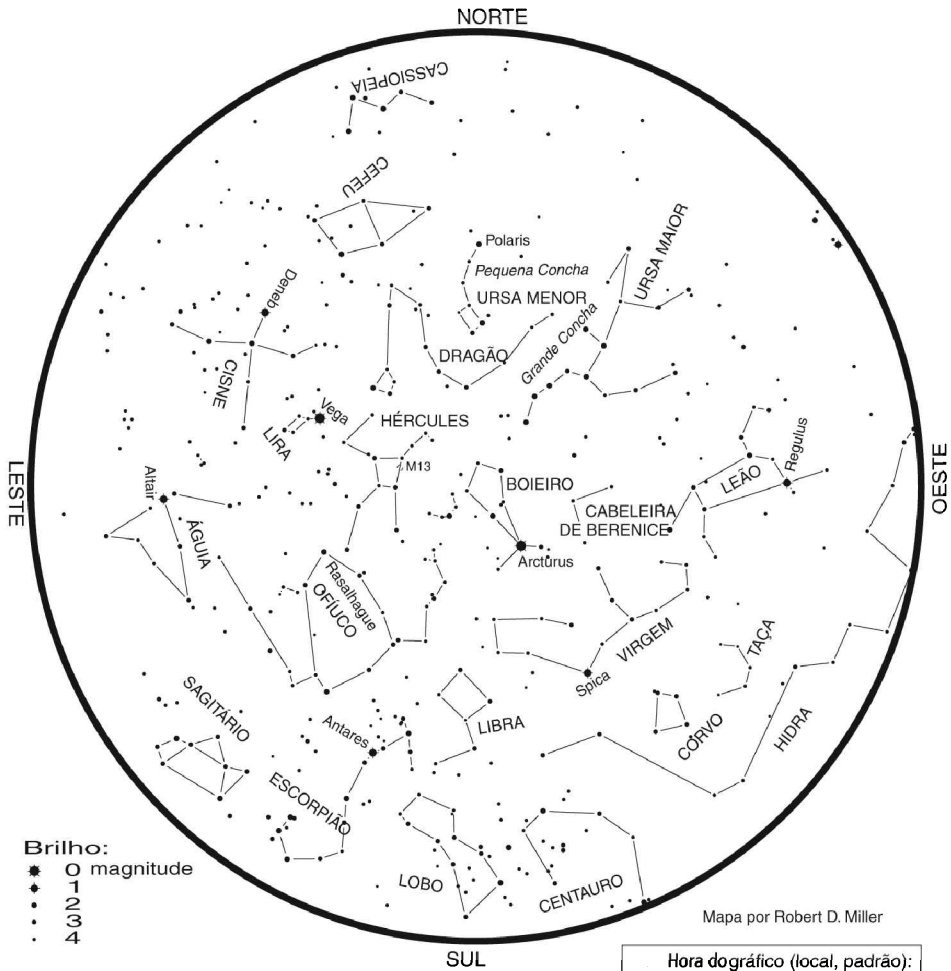 NORTE
CASSIOPEIA
CEFEU
Polaris
Pequena Concha
URSA MENOR
URSA MAIOR
Deneb
DRAGÃO
Grande Concha
CISNE
Vega
LIRA
HÉRCULES
M13
BOIEIRO
LEÃO
Regulus
LESTE
OESTE
Altair
ÁGUIA
CABELEIRA
DE BERENICE
Arcturus
Rasalhague
OFÍUCO
VIRGEM
TAÇA
Spica
SAGITÁRIO
Antares
LIBRA
CORVO
HIDRA
ESCORPIÃO
LOBO
CENTAURO
Brilho:
0 magnitude
1
2
3
4
Mapa por Robert D. Miller
SUL
Hora do gráfico (local, padrão):